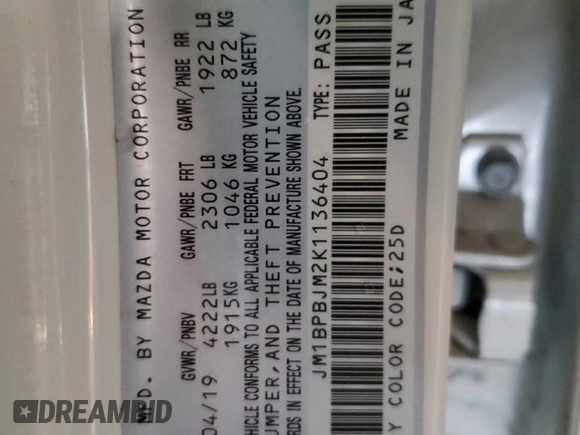 MFD. BY MAZDA MOTOR CORPORATION
GVWR/PNBV GAWR/PNBE FRT GAWR/PNBE RR
04/19 4222LB 2306 LB 1922 LB
1915KG 1046 KG 872 KG
HICLE CONFORMS TO ALL APPLICABLE FEDERAL MOTOR VEHICLE SAFETY
UMPER,AND THEFT PREVENTION
RDS IN EFFECT ON THE DATE OF MANUFACTURE SHOWN ABOVE.
JM1BPBJM2K1136404 TYPE: PASS
Y COLOR CODE;25D MADE IN JA
DREAMBID